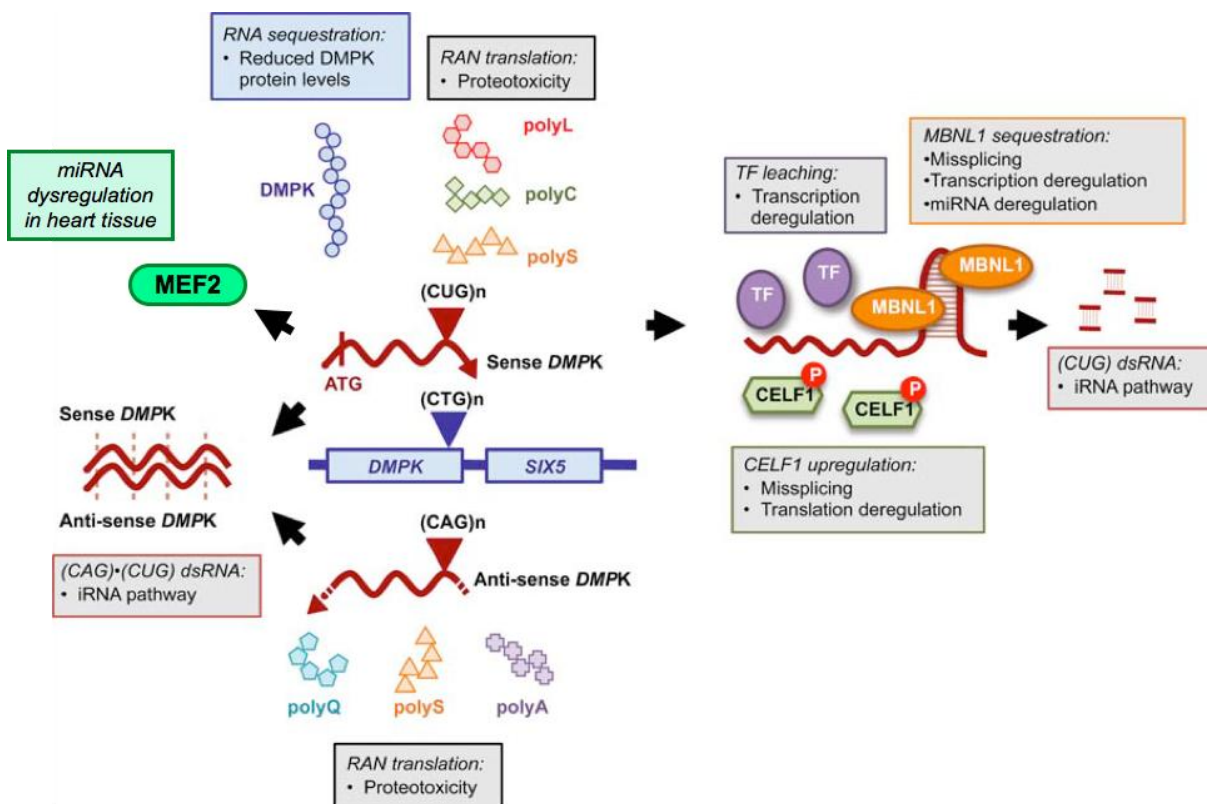 RNA sequestration:
• Reduced DMPK
protein levels
RAN translation:
• Proteotoxicity
polyL
polyC
polyS
DMPK
miRNA
dysregulation
in heart tissue
MEF2
(CUG)n
ATG
Sense DMPK
(CTG)n
DMPK
SIX5
Sense DMPK
Anti-sense DMPK
(CAG)•(CUG) dsRNA:
• iRNA pathway
(CAG)n
Anti-sense DMPK
polyQ
polyS
polyA
RAN translation:
• Proteotoxicity
TF leaching:
• Transcription
deregulation
MBNL1 sequestration:
•Missplicing
•Transcription deregulation
•miRNA deregulation
TF
TF
MBNL1
MBNL1
P
CELF1
P
CELF1
(CUG) dsRNA:
• iRNA pathway
CELF1 upregulation:
• Missplicing
• Translation deregulation